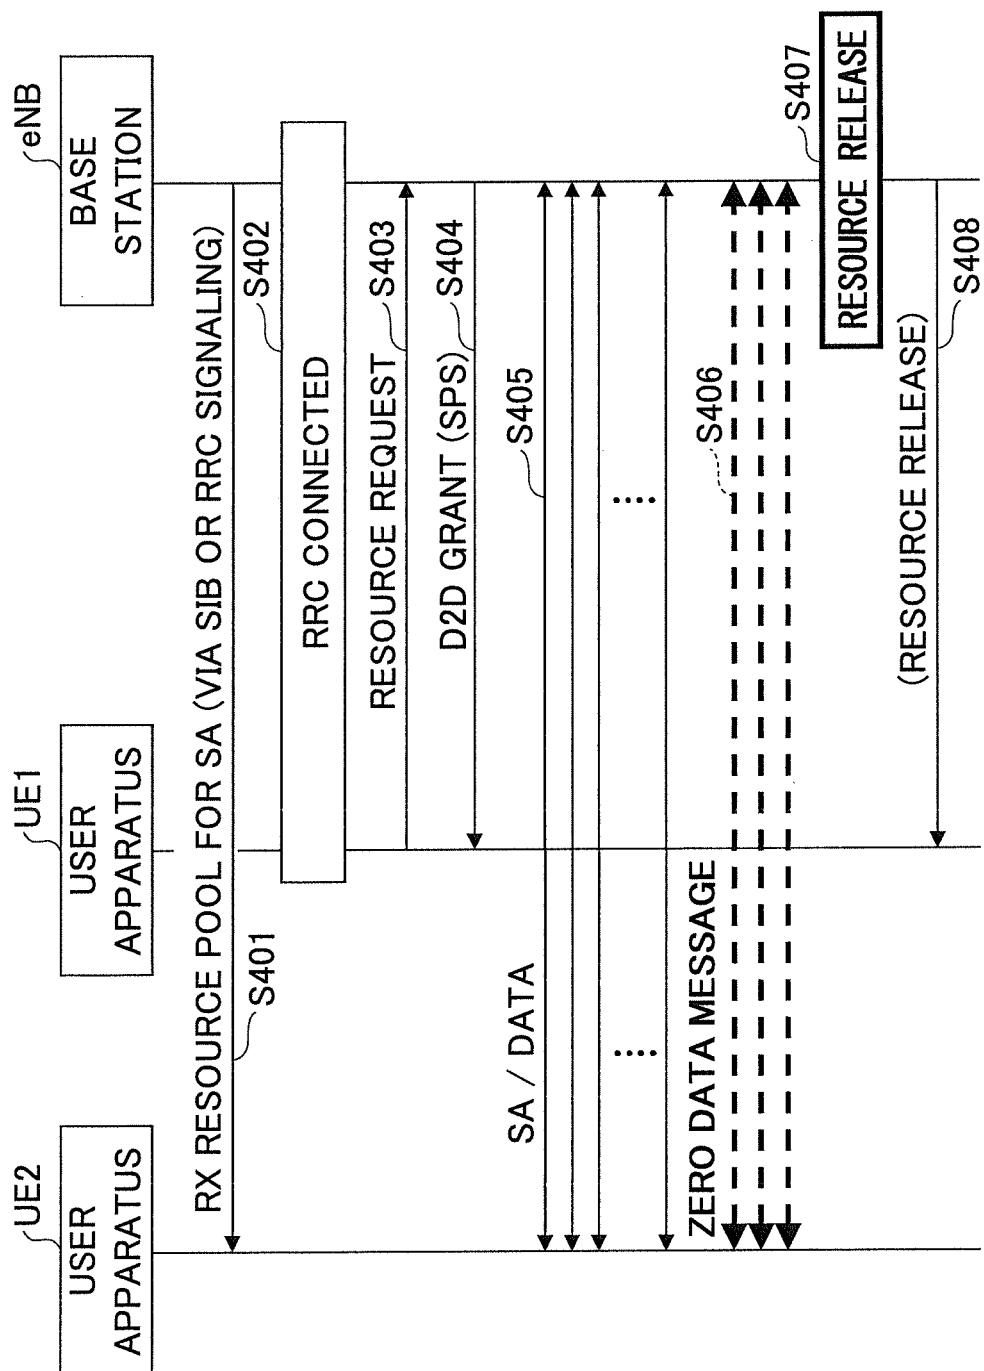 UE2
USER
APPARATUS
UE1
USER
APPARATUS
eNB
BASE
STATION
RX RESOURCE POOL FOR SA (VIA SIB OR RRC SIGNALING)
S401
S402
RRC CONNECTED
RESOURCE REQUEST
S403
D2D GRANT (SPS)
S404
SA / DATA
S405
ZERO DATA MESSAGE
S406
S407
RESOURCE RELEASE
(RESOURCE RELEASE)
S408